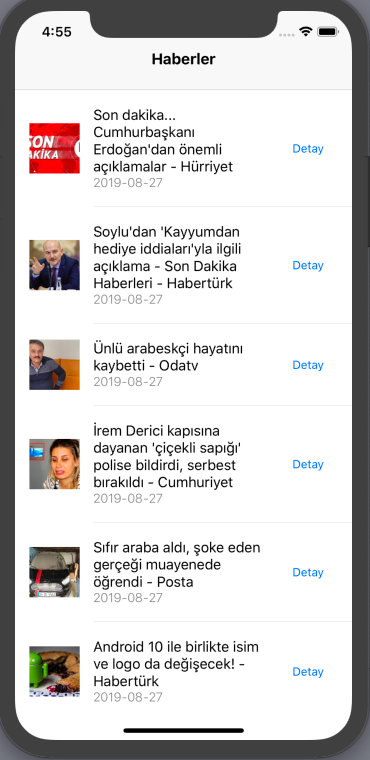 4:55
Haberler
Son dakika...
Cumhurbaşkanı
Erdoğan'dan önemli
açıklamalar - Hürriyet
2019-08-27
Detay
SON
DAKİKA
Soylu'dan 'Kayyumdan
hediye iddiaları'yla ilgili
açıklama - Son Dakika
Haberleri - Habertürk
2019-08-27
Detay
Ünlü arabeskçi hayatını
kaybetti - Odatv
2019-08-27
Detay
İrem Derici kapısına
dayanan 'çiçekli sapığı'
polise bildirdi, serbest
bırakıldı - Cumhuriyet
2019-08-27
Detay
Sıfır araba aldı, şoke eden
gerçeği muayenede
öğrendi - Posta
2019-08-27
Detay
Android 10 ile birlikte isim
ve logo da değişecek! -
Habertürk
2019-08-27
Detay